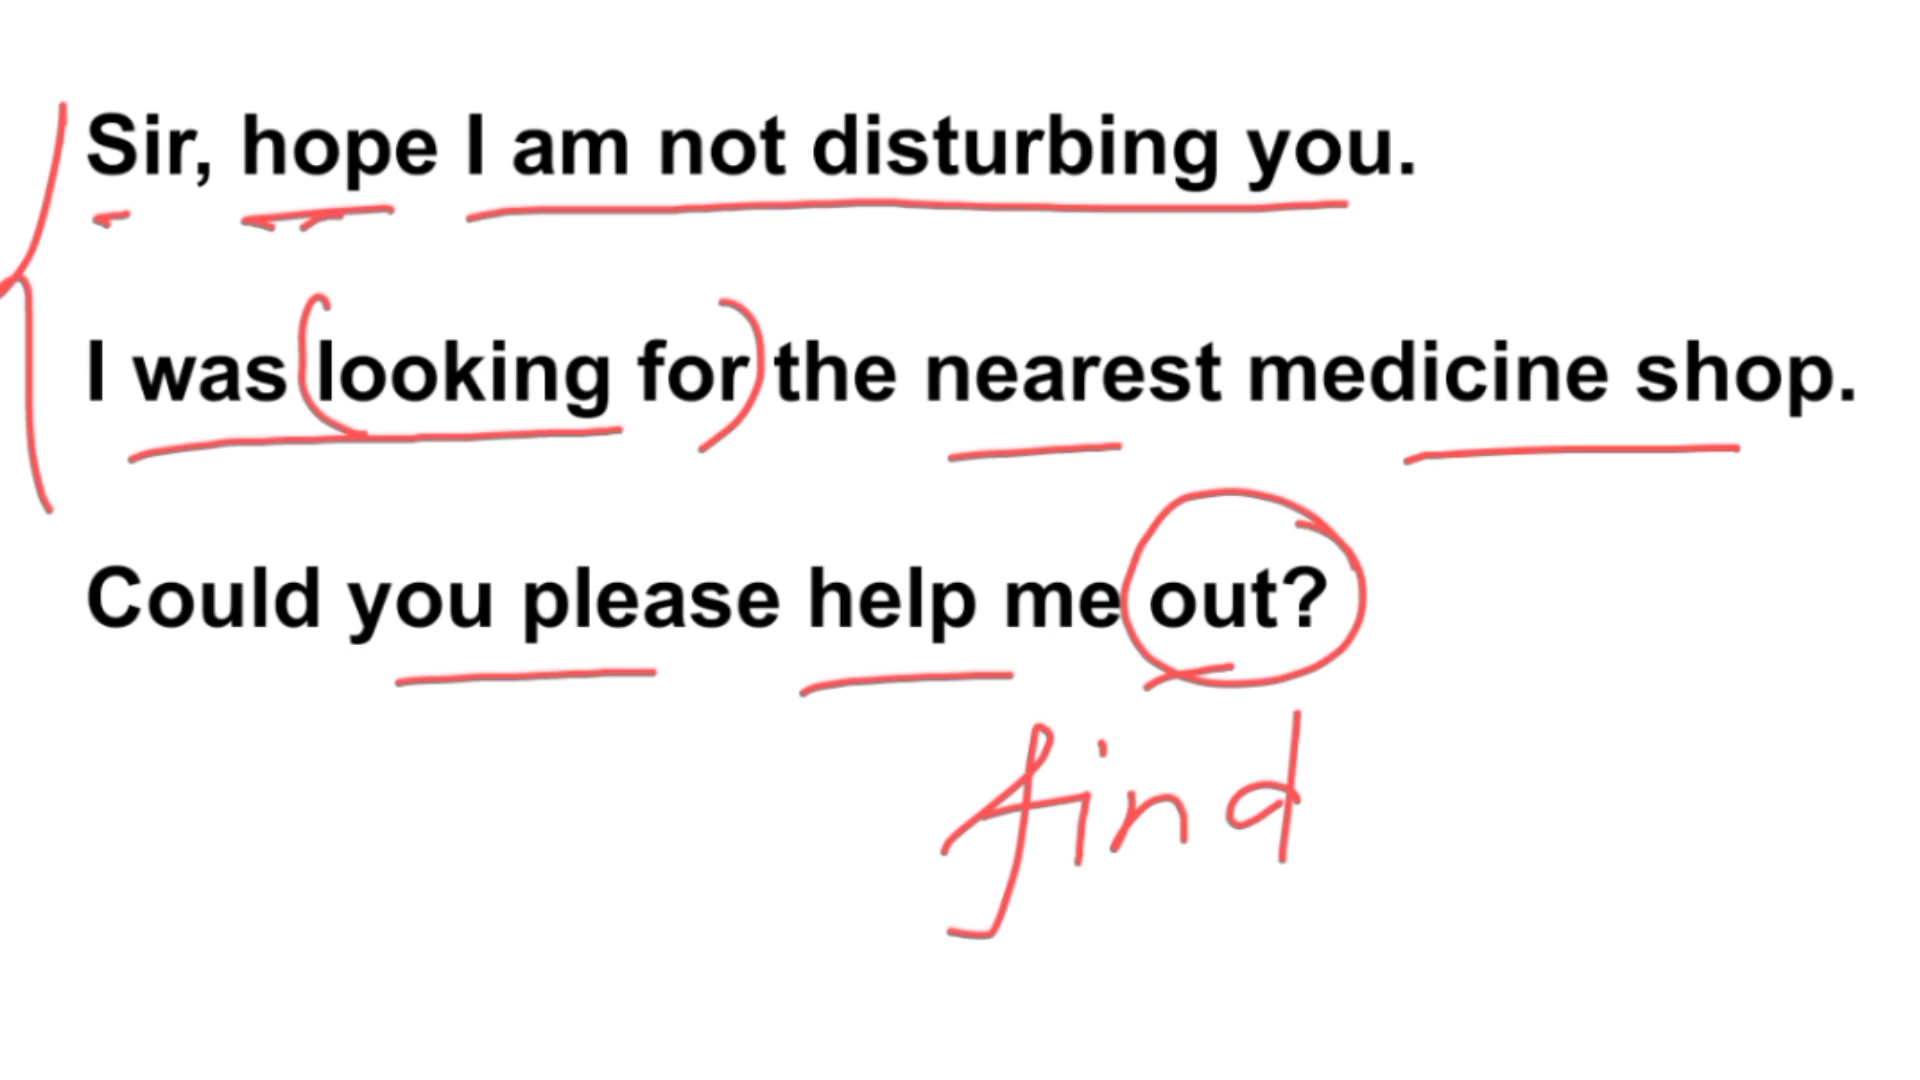 Sir, hope I am not disturbing you.
I was looking for the nearest medicine shop.
Could you please help me out?
find